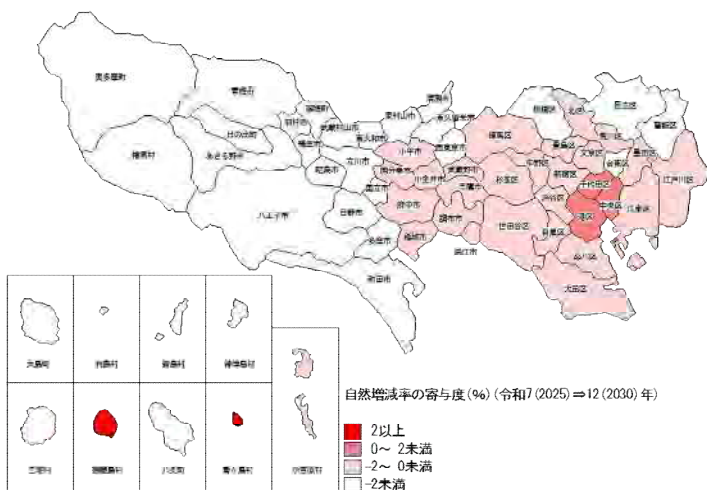 奥多摩町
青梅市
瑞穂町
羽村市
武蔵村山市
東大和市
東村山市
清瀬市
東久留米市
西東京市
日の出町
福生市
檜原村
あきる野市
昭島市
立川市
小平市
国分寺市
小金井市
武蔵野市
三鷹市
国立市
八王子市
日野市
府中市
調布市
狛江市
多摩市
稲城市
町田市
練馬区
板橋区
北区
足立区
葛飾区
荒川区
豊島区
文京区
台東区
墨田区
江戸川区
中野区
杉並区
新宿区
千代田区
渋谷区
中央区
港区
江東区
世田谷区
目黒区
品川区
大田区
大島町
利島村
新島村
神津島村
三宅村
御蔵島村
八丈町
青ヶ島村
小笠原村
自然増減率の寄与度(%)(令和7(2025)⇒12(2030)年)
2以上
0～ 2未満
-2～ 0未満
-2未満